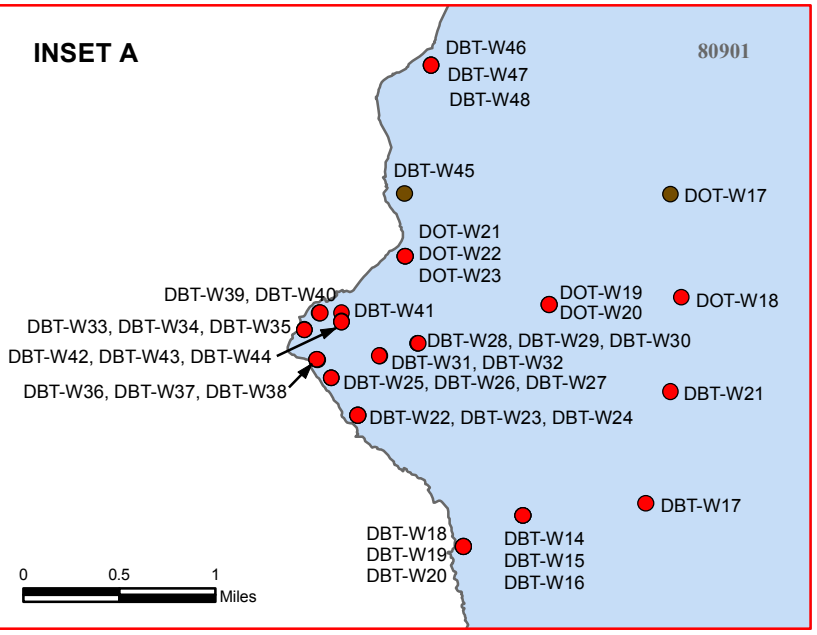 INSET A
80901
DBT-W46
DBT-W47
DBT-W48
DBT-W45
DOT-W17
DOT-W21
DOT-W22
DOT-W23
DBT-W39, DBT-W40
DBT-W41
DOT-W19
DOT-W20
DOT-W18
DBT-W33, DBT-W34, DBT-W35
DBT-W28, DBT-W29, DBT-W30
DBT-W42, DBT-W43, DBT-W44
DBT-W31, DBT-W32
DBT-W36, DBT-W37, DBT-W38
DBT-W25, DBT-W26, DBT-W27
DBT-W21
DBT-W22, DBT-W23, DBT-W24
DBT-W17
DBT-W18
DBT-W19
DBT-W20
DBT-W14
DBT-W15
DBT-W16
0 0.5 1
Miles